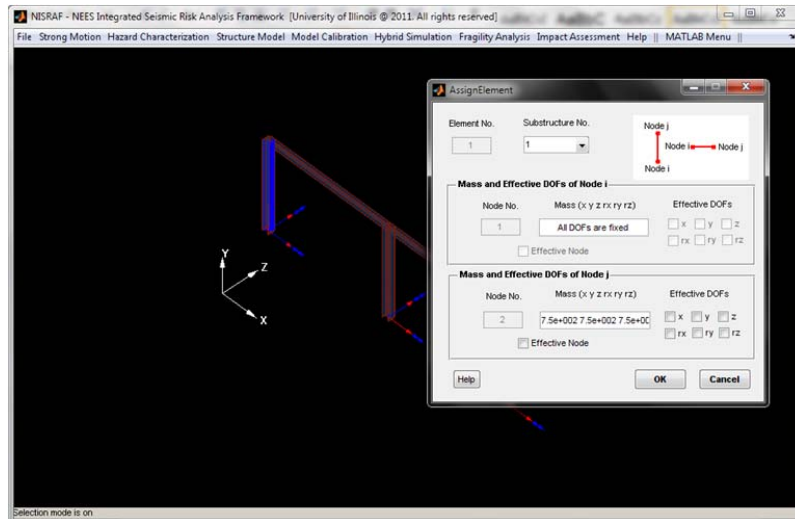 NISRAF - NEES Integrated Seismic Risk Analysis Framework [University of Illinois @ 2011. All rights reserved]
File Strong Motion Hazard Characterization Structure Model Model Calibration Hybrid Simulation Fragility Analysis Impact Assessment Help || MATLAB Menu ||
AssignElement
Element No. Substructure No.
1 1
Node j
Node i Node j
Node i
Mass and Effective DOFs of Node i
Node No. Mass (x y z rx ry rz) Effective DOFs
1 All DOFs are fixed x y z
rx ry rz
Effective Node
Mass and Effective DOFs of Node j
Node No. Mass (x y z rx ry rz) Effective DOFs
2 7.5e+002 7.5e+002 7.5e+00 x y z
rx ry rz
Effective Node
Help OK Cancel
Y
Z
X
Selection mode is on